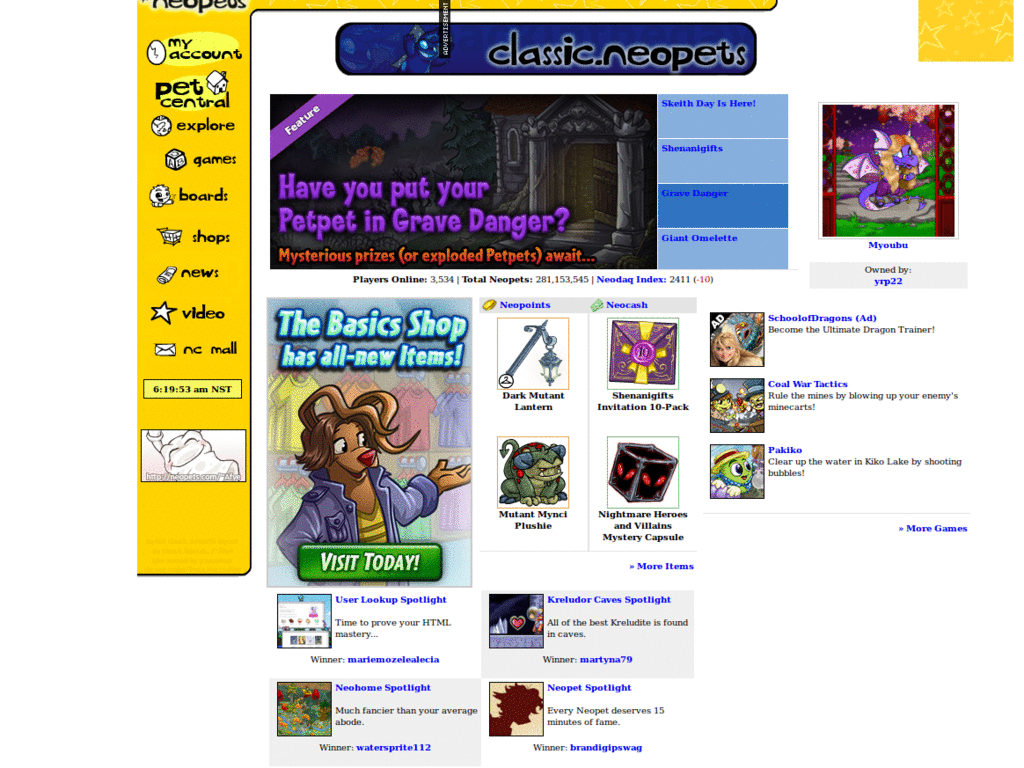 neopets
my
account
pet
central
explore
games
boards
shops
news
video
nc mall
6:19:53 am NST
ADVERTISEMENT
classic.neopets
Feature
Have you put your
Petpet in Grave Danger?
Mysterious prizes (or exploded Petpets) await...
Skeith Day Is Here!
Shenanigifts
Grave Danger
Giant Omelette
Players Online: 3,534 | Total Neopets: 281,153,545 | Neodaq Index: 2411 (-10)
Myoubu
Owned by:
yrp22
The Basics Shop
has all-new Items!
VISIT TODAY!
Neopoints
Neocash
Dark Mutant
Lantern
Shenanigifts
Invitation 10-Pack
Mutant Mynci
Plushie
Nightmare Heroes
and Villains
Mystery Capsule
» More Items
AD
SchoolofDragons (Ad)
Become the Ultimate Dragon Trainer!
Coal War Tactics
Rule the mines by blowing up your enemy's
minecarts!
Pakiko
Clear up the water in Kiko Lake by shooting
bubbles!
» More Games
User Lookup Spotlight
Time to prove your HTML
mastery...
Winner: mariemozelealecia
Kreludor Caves Spotlight
All of the best Kreludite is found
in caves.
Winner: martyna79
Neohome Spotlight
Much fancier than your average
abode.
Winner: watersprite112
Neopet Spotlight
Every Neopet deserves 15
minutes of fame.
Winner: brandigipswag